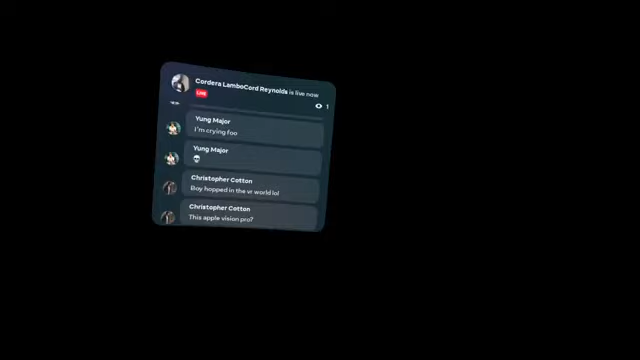 Cordera LamboCord Reynolds is live now
LIVE
1
Yung Major
I'm crying foo
Yung Major
💀
Christopher Cotton
Boy hopped in the vr world lol
Christopher Cotton
This apple vision pro?